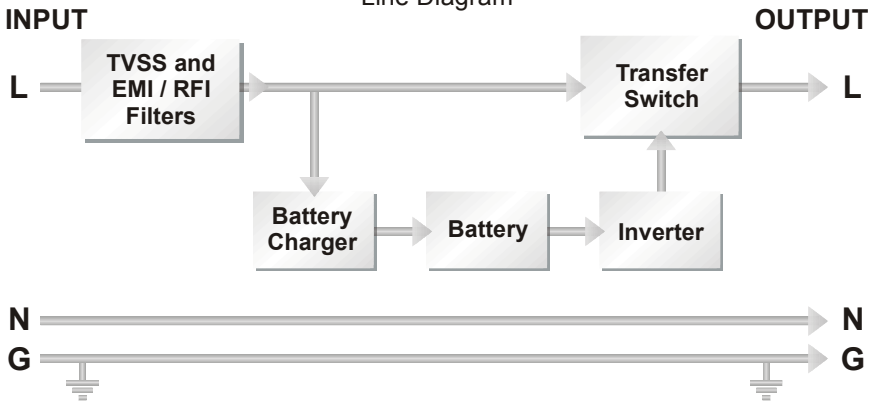 Line Diagram
INPUT
OUTPUT
L
TVSS and
EMI / RFI
Filters
Transfer
Switch
L
Battery
Charger
Battery
Inverter
N
N
G
G